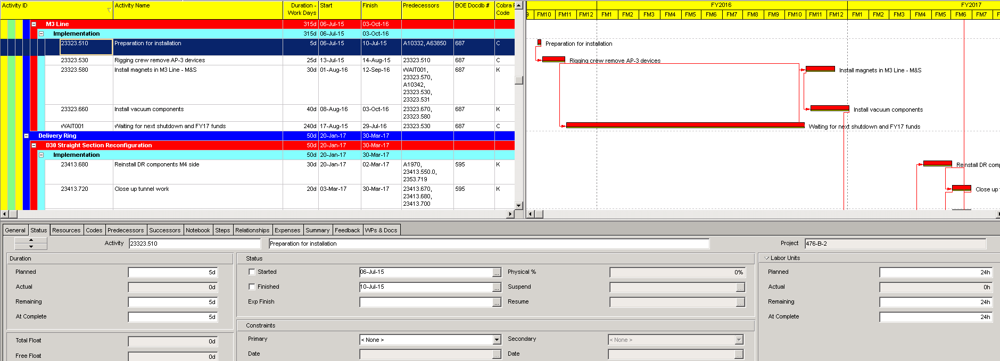 Activity ID Activity Name Duration - Work Days Start Finish Predecessors BOE Docdb # Cobra Code
FY2016 FY2017
FM10 FM11 FM12 FM1 FM2 FM3 FM4 FM5 FM6 FM7 FM8 FM9 FM10 FM11 FM12 FM1 FM2 FM3 FM4 FM5 FM6 FM7
M3 Line 315d 06-Jul-15 03-Oct-16
Implementation 315d 06-Jul-15 03-Oct-16
23323.510 Preparation for installation 5d 06-Jul-15 10-Jul-15 A10332, A63850 687 C
Preparation for installation
23323.530 Rigging crew remove AP-3 devices 25d 13-Jul-15 14-Aug-15 23323.510 687 C
Rigging crew remove AP-3 devices
23323.580 Install magnets in M3 Line - M&S 30d 01-Aug-16 12-Sep-16 WAIT001, 687 K
23323.570,
A10342,
23323.530,
23323.531
Install magnets in M3 Line - M&S
23323.660 Install vacuum components 40d 08-Aug-16 03-Oct-16 23323.670, 687 K
23323.580
Install vacuum components
WAIT001 Waiting for next shutdown and FY17 funds 240d 17-Aug-15 29-Jul-16 23323.530 687 C
Waiting for next shutdown and FY17 funds
Delivery Ring 50d 20-Jan-17 30-Mar-17
D30 Straight Section Reconfiguration 50d 20-Jan-17 30-Mar-17
Implementation 50d 20-Jan-17 30-Mar-17
23413.680 Reinstall DR components M4 side 30d 20-Jan-17 02-Mar-17 A1970, 595 K
23413.550.0,
2353.719
Reinstall DR comp
23413.720 Close up tunnel work 20d 03-Mar-17 30-Mar-17 23413.670, 595 K
23413.680,
23413.700
Close up
General Status Resources Codes Predecessors Successors Notebook Steps Relationships Expenses Summary Feedback WPs & Docs
Activity 23323.510 Preparation for installation Project 476-B-2
Duration Status Labor Units
Planned 5d Started 06-Jul-15 ... Physical % 0% Planned 24h
Actual 0d Finished 10-Jul-15 ... Suspend ... Actual 0h
Remaining 5d Exp Finish ... Resume ... Remaining 24h
At Complete 5d At Complete 24h
Constraints
Total Float 0d Primary < None > Secondary < None >
Free Float 0d Date ... Date ...